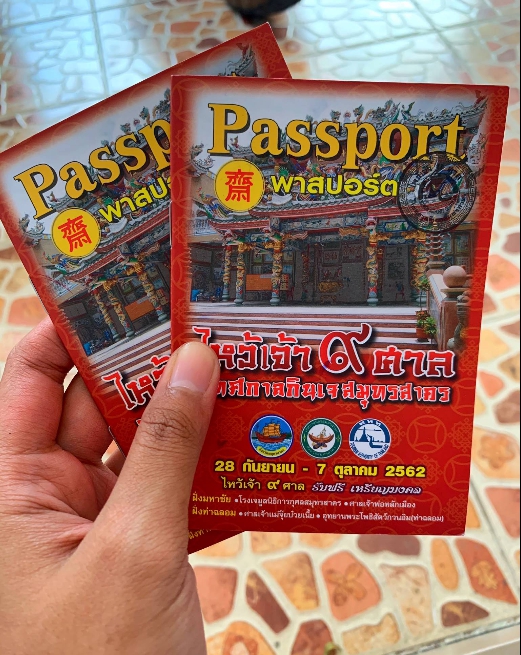 Passport
齋 พาสปอร์ต
ไหว้เจ้า ๙ ศาล
เทศกาลกินเจสมุทรสาคร
28 กันยายน - 7 ตุลาคม 2562
ไหว้เจ้า ๙ ศาล รับฟรี เหรียญมงคล
ฝั่งมหาชัย • โรงเจมูลนิธิการกุศลสมุทรสาคร • ศาลเจ้าพ่อหลักเมือง
ฝั่งท่าฉลอม • ศาลเจ้าแม่จุ๊ยบ๋วยเนี้ย • อุทยานพระโพธิสัตว์กวนอิม(ท่าฉลอม)
Passp
齋 พาสปอ
ไหว้